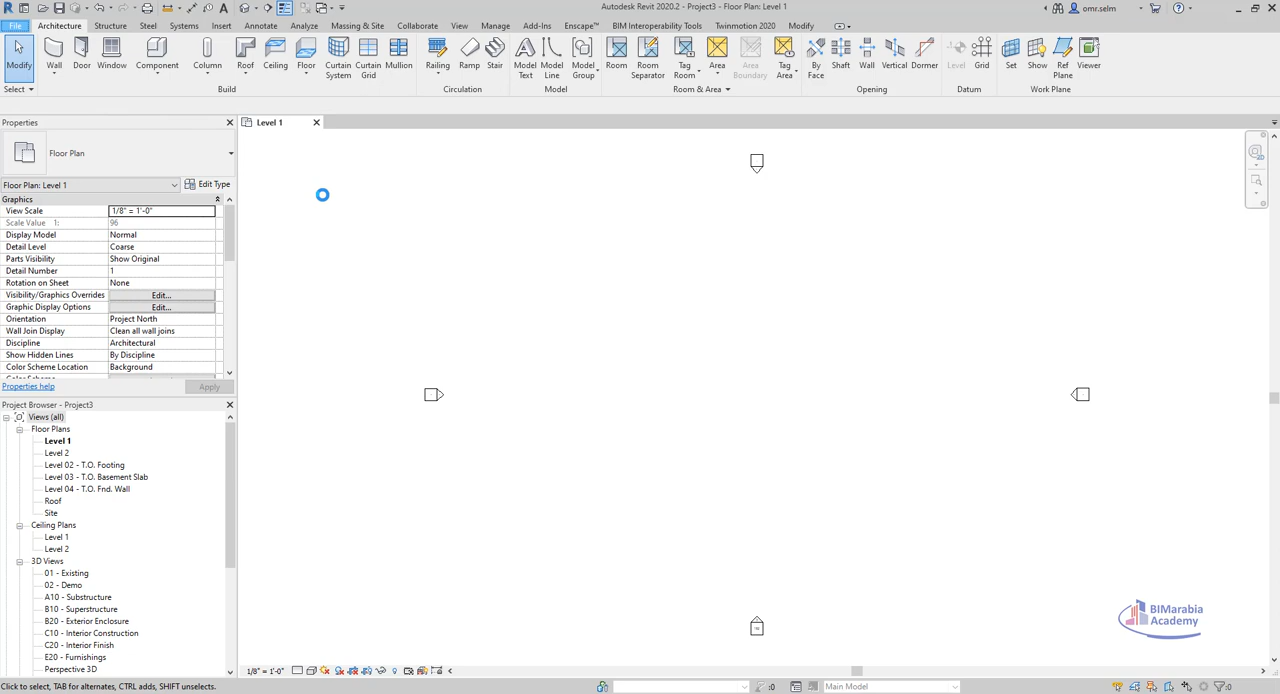 Autodesk Revit 2020.2 - Project3 - Floor Plan: Level 1
omr.selm
File Architecture Structure Steel Systems Insert Annotate Analyze Massing & Site Collaborate View Manage Add-Ins Enscape™ BIM Interoperability Tools Twinmotion 2020 Modify
Modify Wall Door Window Component Column Roof Ceiling Floor Curtain System Curtain Grid Mullion Railing Ramp Stair Model Text Model Line Model Group Room Room Separator Tag Room Area Area Boundary Tag Area By Face Shaft Wall Vertical Dormer Level Grid Set Show Ref Plane Viewer
Select Build Circulation Model Room & Area Opening Datum Work Plane
Properties
Level 1
Floor Plan
Floor Plan: Level 1 Edit Type
Graphics
View Scale 1/8" = 1'-0"
Scale Value 1: 96
Display Model Normal
Detail Level Coarse
Parts Visibility Show Original
Detail Number 1
Rotation on Sheet None
Visibility/Graphics Overrides Edit...
Graphic Display Options Edit...
Orientation Project North
Wall Join Display Clean all wall joins
Discipline Architectural
Show Hidden Lines By Discipline
Color Scheme Location Background
Properties help Apply
Project Browser - Project3
Views (all)
Floor Plans
Level 1
Level 2
Level 02 - T.O. Footing
Level 03 - T.O. Basement Slab
Level 04 - T.O. Fnd. Wall
Roof
Site
Ceiling Plans
Level 1
Level 2
3D Views
01 - Existing
02 - Demo
A10 - Substructure
B10 - Superstructure
B20 - Exterior Enclosure
C10 - Interior Construction
C20 - Interior Finish
E20 - Furnishings
Perspective 3D
BIMarabia
Academy
1/8" = 1'-0"
Click to select, TAB for alternates, CTRL adds, SHIFT unselects.
:0
Main Model
:0